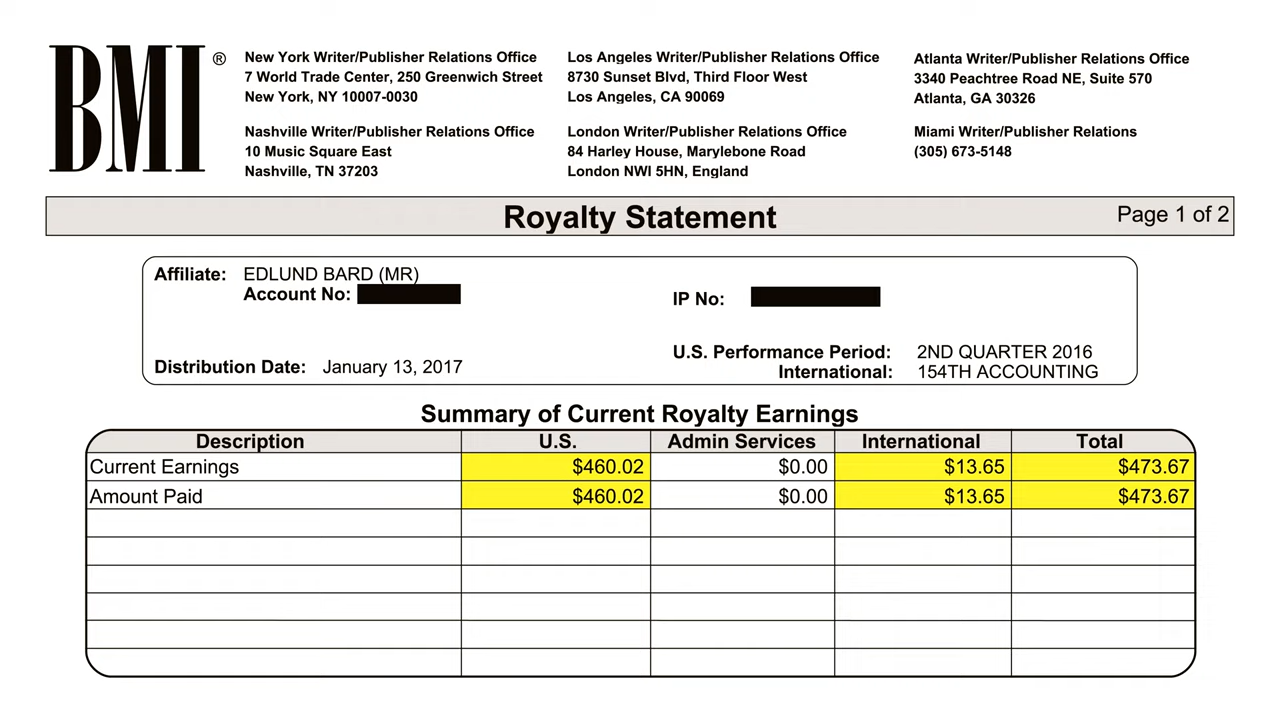 BMI®
New York Writer/Publisher Relations Office
7 World Trade Center, 250 Greenwich Street
New York, NY 10007-0030
Los Angeles Writer/Publisher Relations Office
8730 Sunset Blvd, Third Floor West
Los Angeles, CA 90069
Atlanta Writer/Publisher Relations Office
3340 Peachtree Road NE, Suite 570
Atlanta, GA 30326
Nashville Writer/Publisher Relations Office
10 Music Square East
Nashville, TN 37203
London Writer/Publisher Relations Office
84 Harley House, Marylebone Road
London NWI 5HN, England
Miami Writer/Publisher Relations
(305) 673-5148
Royalty Statement
Page 1 of 2
Affiliate: EDLUND BARD (MR)
Account No:
IP No:
Distribution Date: January 13, 2017
U.S. Performance Period: 2ND QUARTER 2016
International: 154TH ACCOUNTING
Summary of Current Royalty Earnings
Description U.S. Admin Services International Total
Current Earnings $460.02 $0.00 $13.65 $473.67
Amount Paid $460.02 $0.00 $13.65 $473.67